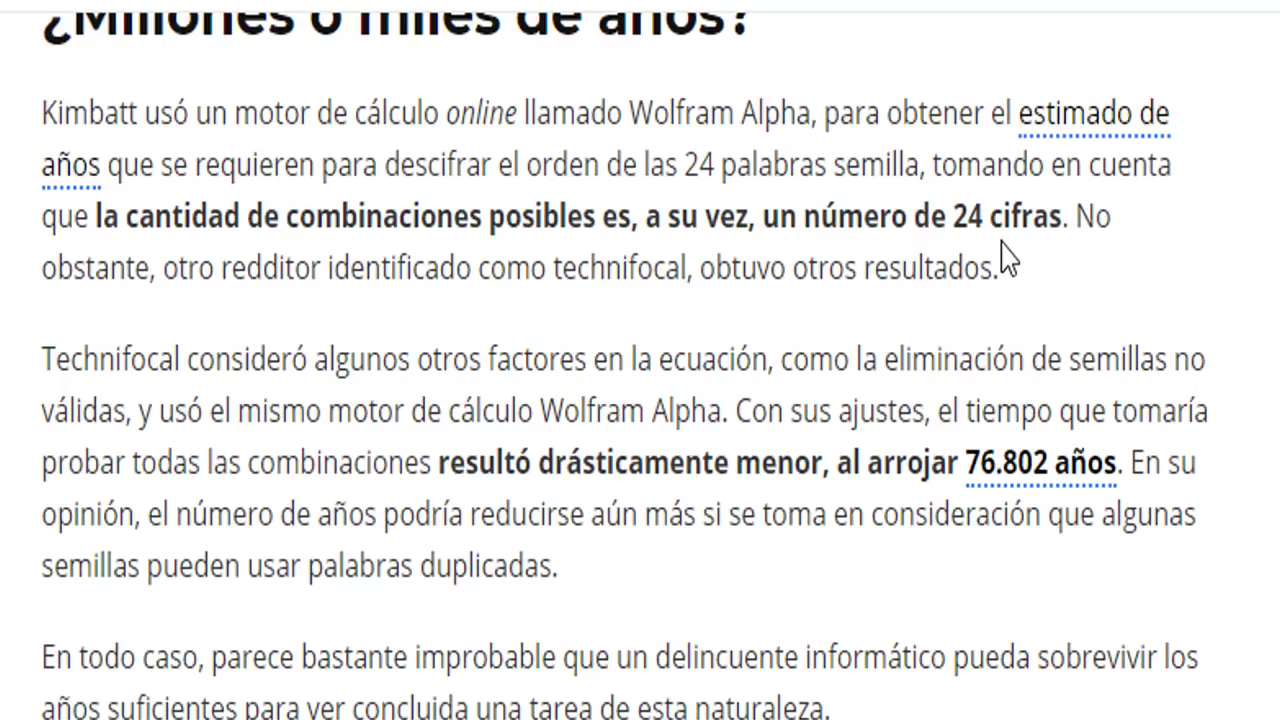 ¿Millones o miles de años?
Kimbatt usó un motor de cálculo online llamado Wolfram Alpha, para obtener el estimado de
años que se requieren para descifrar el orden de las 24 palabras semilla, tomando en cuenta
que la cantidad de combinaciones posibles es, a su vez, un número de 24 cifras. No
obstante, otro redditor identificado como technifocal, obtuvo otros resultados.
Technifocal consideró algunos otros factores en la ecuación, como la eliminación de semillas no
válidas, y usó el mismo motor de cálculo Wolfram Alpha. Con sus ajustes, el tiempo que tomaría
probar todas las combinaciones resultó drásticamente menor, al arrojar 76.802 años. En su
opinión, el número de años podría reducirse aún más si se toma en consideración que algunas
semillas pueden usar palabras duplicadas.
En todo caso, parece bastante improbable que un delincuente informático pueda sobrevivir los
años suficientes para ver concluida una tarea de esta naturaleza.